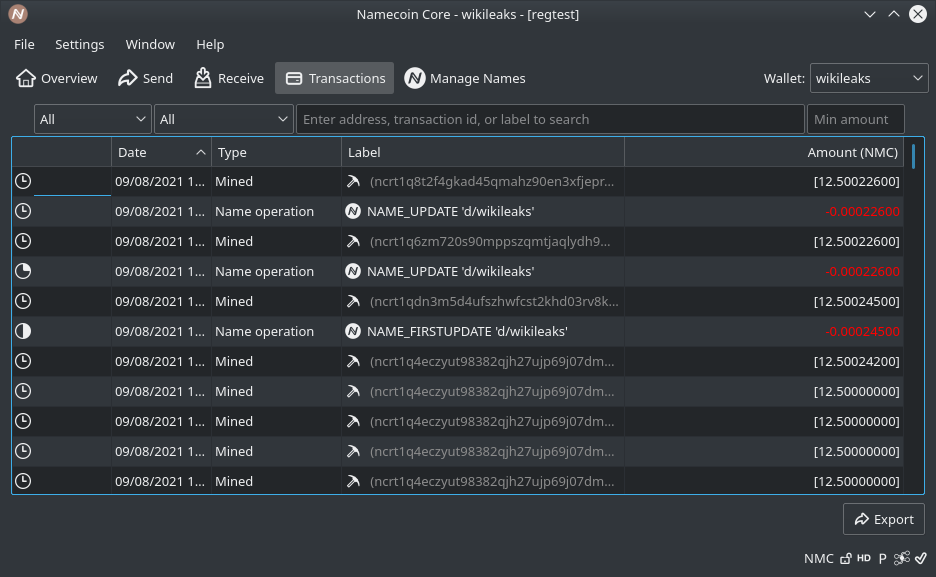 Namecoin Core - wikileaks - [regtest]
File Settings Window Help
Overview Send Receive Transactions Manage Names Wallet: wikileaks
All All Enter address, transaction id, or label to search Min amount
Date Type Label Amount (NMC)
09/08/2021 1... Mined (ncrt1q8t2f4gkad45qmahz90en3xfjepr... [12.50022600]
09/08/2021 1... Name operation NAME_UPDATE 'd/wikileaks' -0.00022600
09/08/2021 1... Mined (ncrt1q6zm720s90mppszqmtjaqlydh9... [12.50022600]
09/08/2021 1... Name operation NAME_UPDATE 'd/wikileaks' -0.00022600
09/08/2021 1... Mined (ncrt1qdn3m5d4ufszhwfcst2khd03rv8k... [12.50024500]
09/08/2021 1... Name operation NAME_FIRSTUPDATE 'd/wikileaks' -0.00024500
09/08/2021 1... Mined (ncrt1q4eczyut98382qjh27ujp69j07dm... [12.50024200]
09/08/2021 1... Mined (ncrt1q4eczyut98382qjh27ujp69j07dm... [12.50000000]
09/08/2021 1... Mined (ncrt1q4eczyut98382qjh27ujp69j07dm... [12.50000000]
09/08/2021 1... Mined (ncrt1q4eczyut98382qjh27ujp69j07dm... [12.50000000]
09/08/2021 1... Mined (ncrt1q4eczyut98382qjh27ujp69j07dm... [12.50000000]
Export
NMC HD P